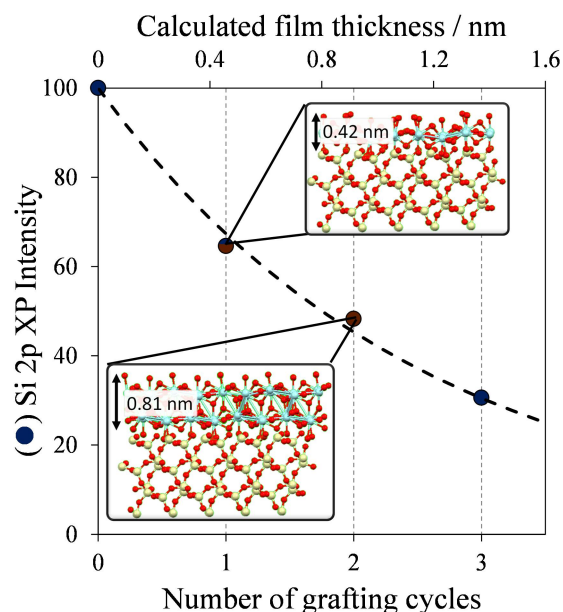 Calculated film thickness / nm
0 0.4 0.8 1.2 1.6
100
80
60
40
20
0
(●) Si 2p XP Intensity
0.42 nm
0.81 nm
0 1 2 3
Number of grafting cycles